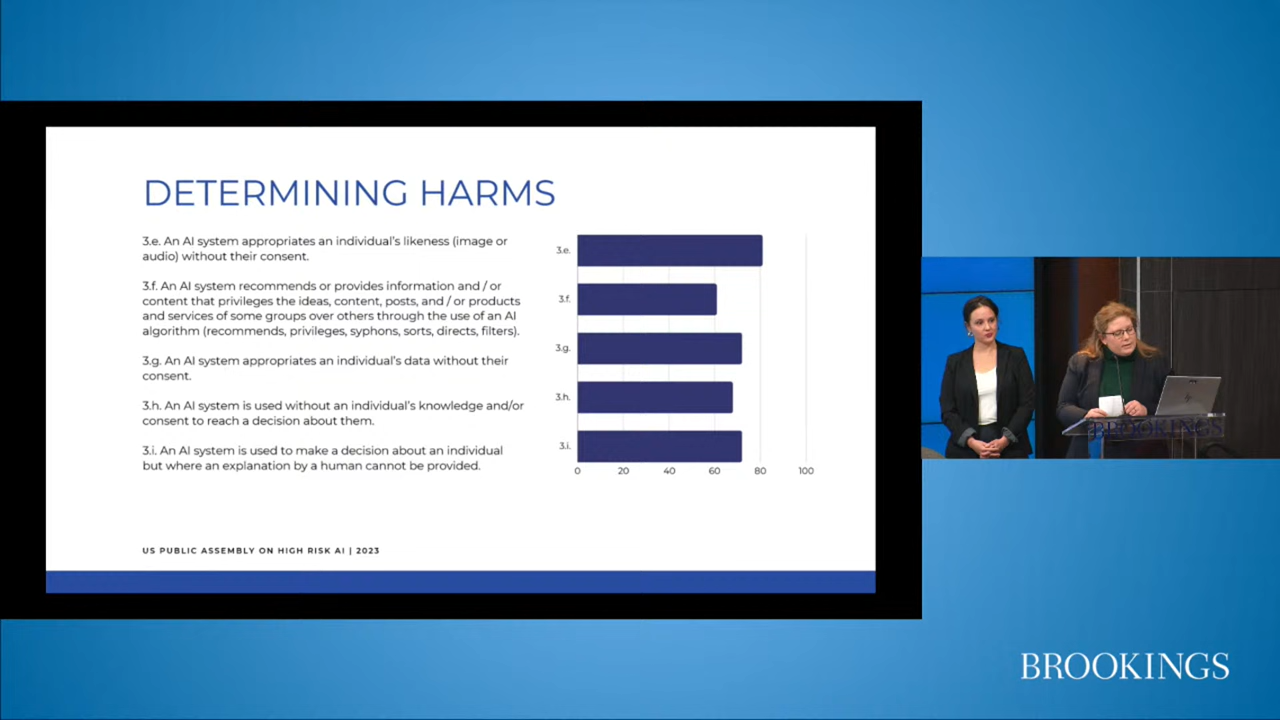 DETERMINING HARMS
3.e. An AI system appropriates an individual's likeness (image or
audio) without their consent.
3.f. An AI system recommends or provides information and / or
content that privileges the ideas, content, posts, and / or products
and services of some groups over others through the use of an AI
algorithm (recommends, privileges, syphons, sorts, directs, filters).
3.g. An AI system appropriates an individual's data without their
consent.
3.h. An AI system is used without an individual's knowledge and/or
consent to reach a decision about them.
3.i. An AI system is used to make a decision about an individual
but where an explanation by a human cannot be provided.
3.e.
3.f.
3.g.
3.h.
3.i.
0 20 40 60 80 100
US PUBLIC ASSEMBLY ON HIGH RISK AI | 2023
BROOKINGS
BROOKINGS